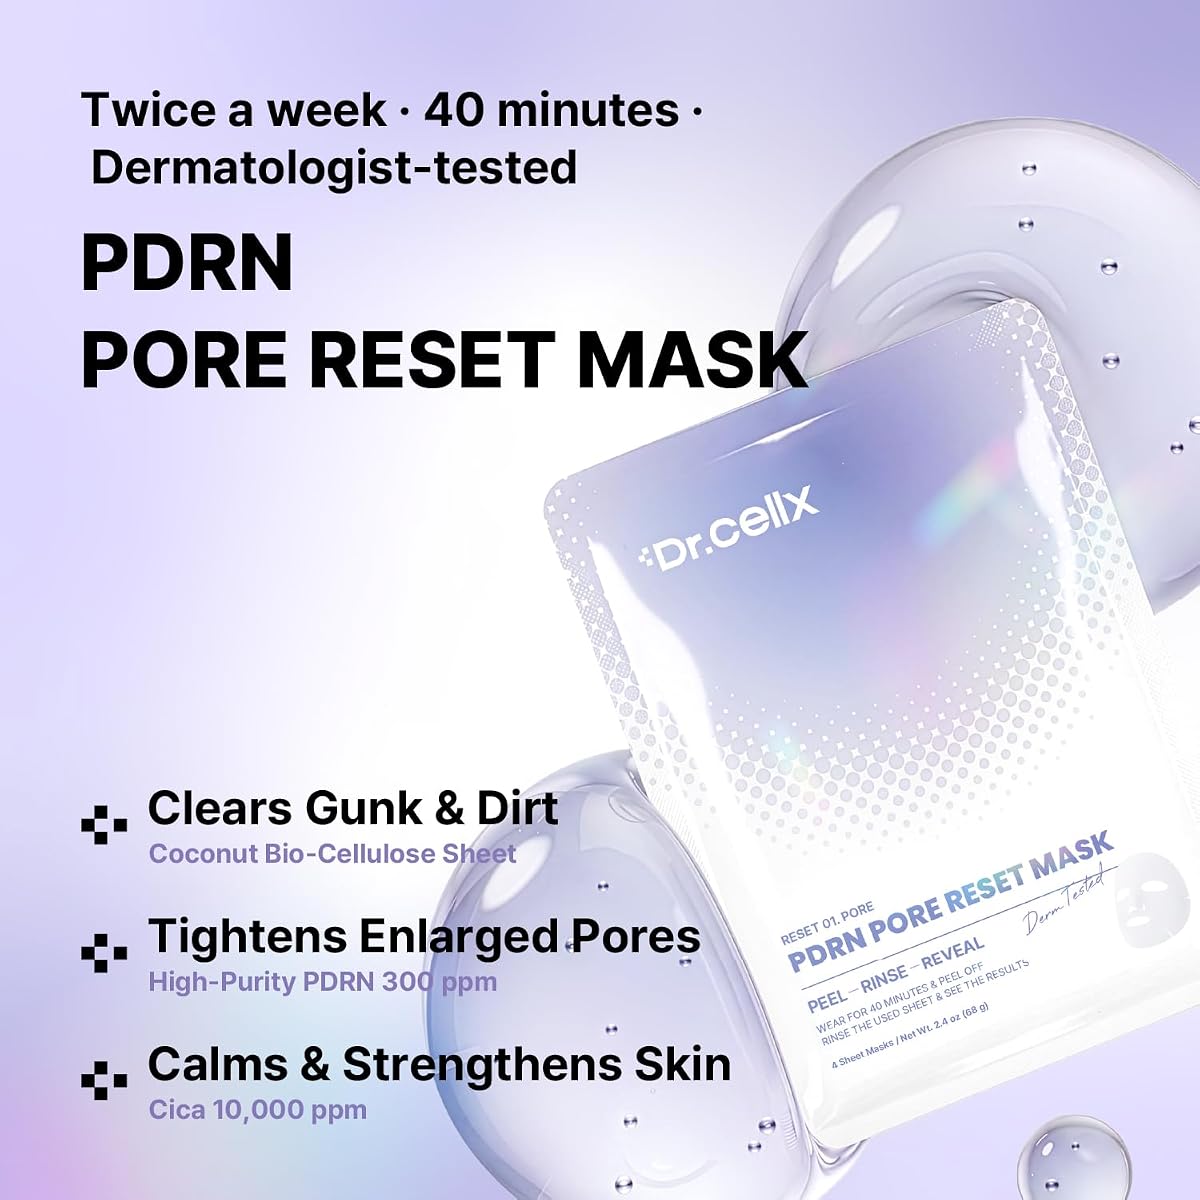 Twice a week · 40 minutes ·
Dermatologist-tested
PDRN
PORE RESET MASK
Dr.cellx
Clears Gunk & Dirt
Coconut Bio-Cellulose Sheet
Tightens Enlarged Pores
High-Purity PDRN 300 ppm
Calms & Strengthens Skin
Cica 10,000 ppm
RESET 01. PORE
PDRN PORE RESET MASK
Derm Tested
PEEL – RINSE – REVEAL
WEAR FOR 40 MINUTES & PEEL OFF
RINSE THE USED SHEET & SEE THE RESULTS
4 Sheet Masks / Net Wt. 2.4 oz (68 g)